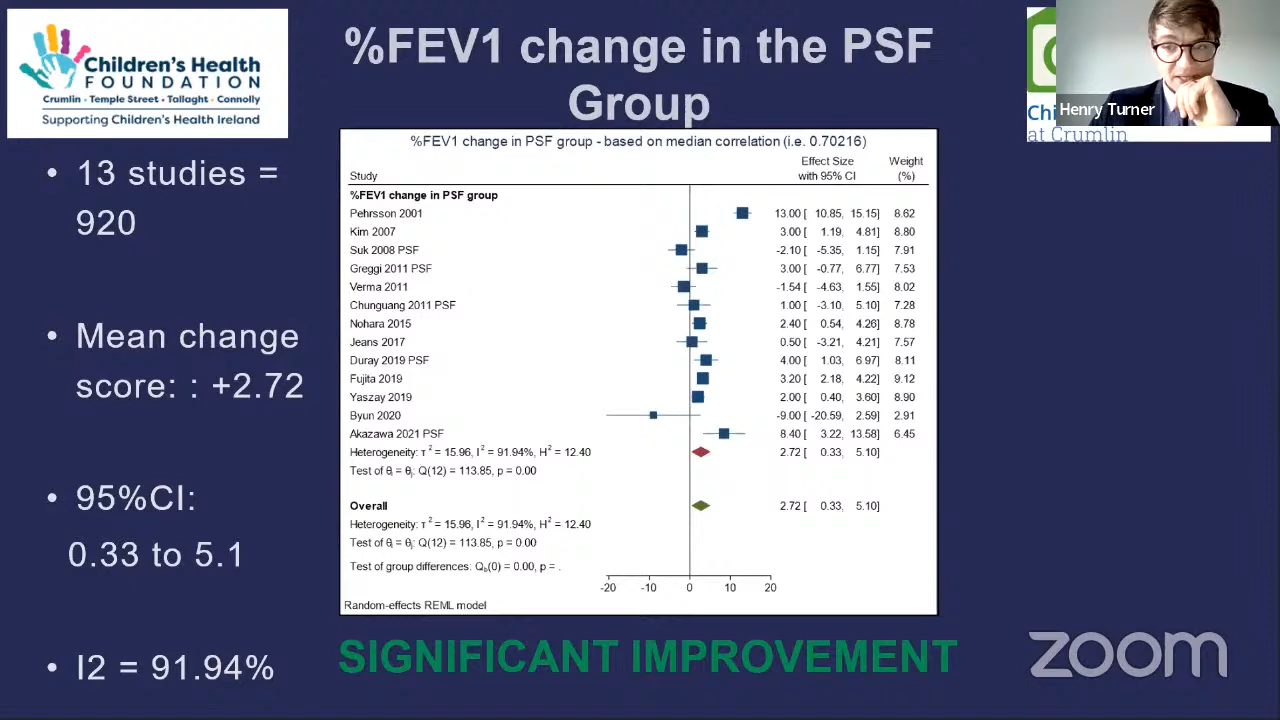 Children's Health
FOUNDATION
Crumlin • Temple Street • Tallaght • Connolly
Supporting Children's Health Ireland
%FEV1 change in the PSF
Group
Henry Turner
Chi
at Crumlin
• 13 studies =
920
• Mean change
score: : +2.72
• 95%CI:
0.33 to 5.1
• I2 = 91.94%
%FEV1 change in PSF group - based on median correlation (i.e. 0.70216)
Effect Size Weight
Study with 95% CI (%)
%FEV1 change in PSF group
Pehrsson 2001 13.00 [ 10.85, 15.15] 8.62
Kim 2007 3.00 [ 1.19, 4.81] 8.80
Suk 2008 PSF -2.10 [ -5.35, 1.15] 7.91
Greggi 2011 PSF 3.00 [ -0.77, 6.77] 7.53
Verma 2011 -1.54 [ -4.63, 1.55] 8.02
Chunguang 2011 PSF 1.00 [ -3.10, 5.10] 7.28
Nohara 2015 2.40 [ 0.54, 4.26] 8.78
Jeans 2017 0.50 [ -3.21, 4.21] 7.57
Duray 2019 PSF 4.00 [ 1.03, 6.97] 8.11
Fujita 2019 3.20 [ 2.18, 4.22] 9.12
Yaszay 2019 2.00 [ 0.40, 3.60] 8.90
Byun 2020 -9.00 [ -20.59, 2.59] 2.91
Akazawa 2021 PSF 8.40 [ 3.22, 13.58] 6.45
Heterogeneity: τ² = 15.96, I² = 91.94%, H² = 12.40 2.72 [ 0.33, 5.10]
Test of θᵢ = θⱼ: Q(12) = 113.85, p = 0.00
Overall 2.72 [ 0.33, 5.10]
Heterogeneity: τ² = 15.96, I² = 91.94%, H² = 12.40
Test of θᵢ = θⱼ: Q(12) = 113.85, p = 0.00
Test of group differences: Q_b(0) = 0.00, p = .
-20 -10 0 10 20
Random-effects REML model
SIGNIFICANT IMPROVEMENT
zoom